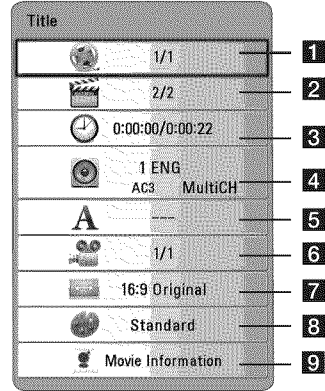 Title
1/1 1
2/2 2
0:00:00/0:00:22 3
1 ENG
AC3 MultiCH 4
A --- 5
1/1 6
16:9 Original 7
Standard 8
Movie Information 9